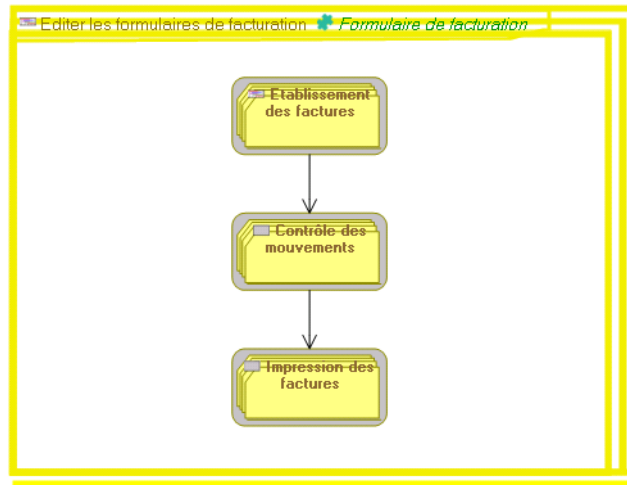 Editer les formulaires de facturation Formulaire de facturation
Etablissement
des factures
Contrôle des
mouvements
Impression des
factures